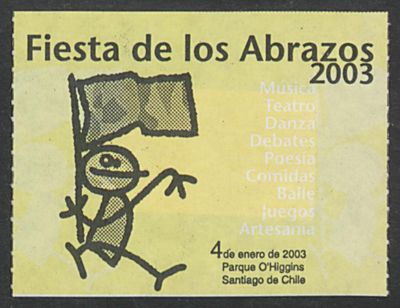 Fiesta de los Abrazos
2003
Música
Teatro
Danza
Debates
Poesía
Comidas
Baile
Juegos
Artesanía
4 de enero de 2003
Parque O'Higgins
Santiago de Chile